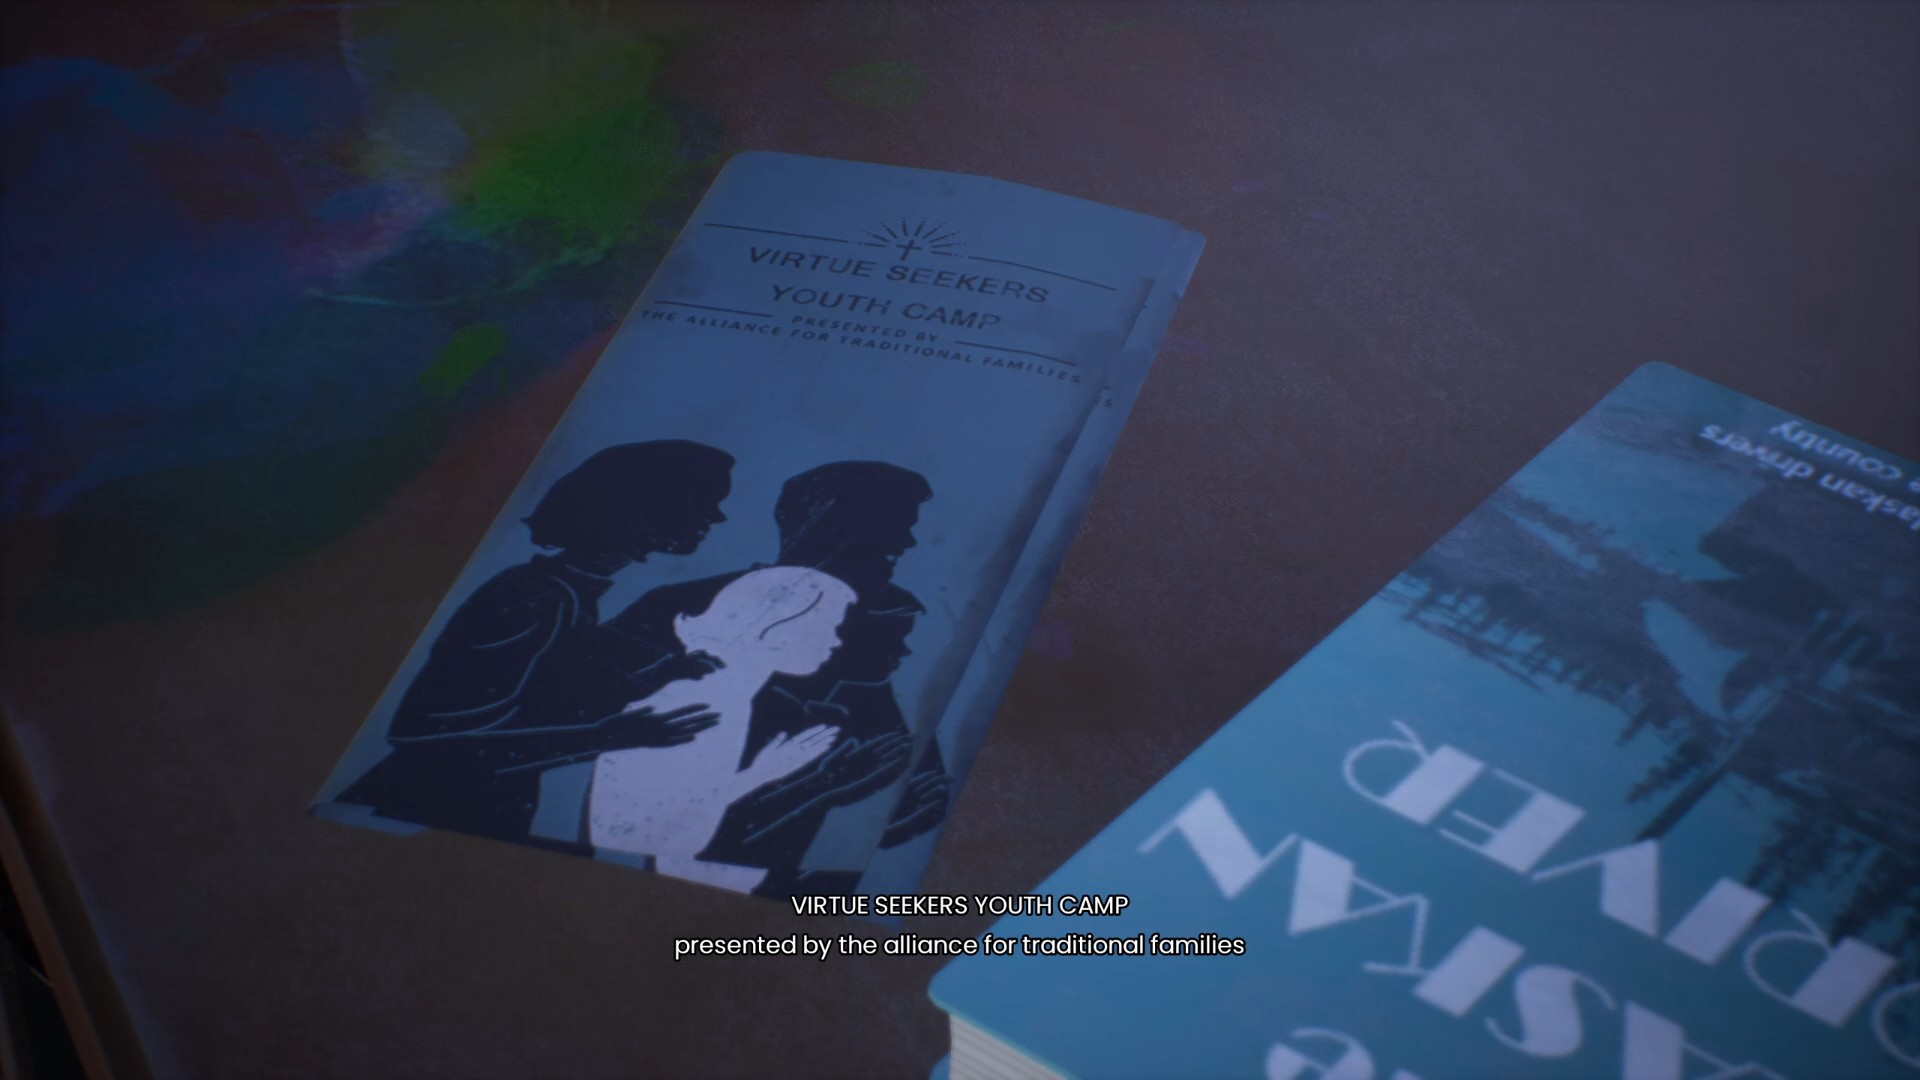 VIRTUE SEEKERS
YOUTH CAMP
PRESENTED BY
THE ALLIANCE FOR TRADITIONAL FAMILIES
ES
drivers
country
DRIVER
VIRTUE SEEKERS YOUTH CAMP
presented by the alliance for traditional families